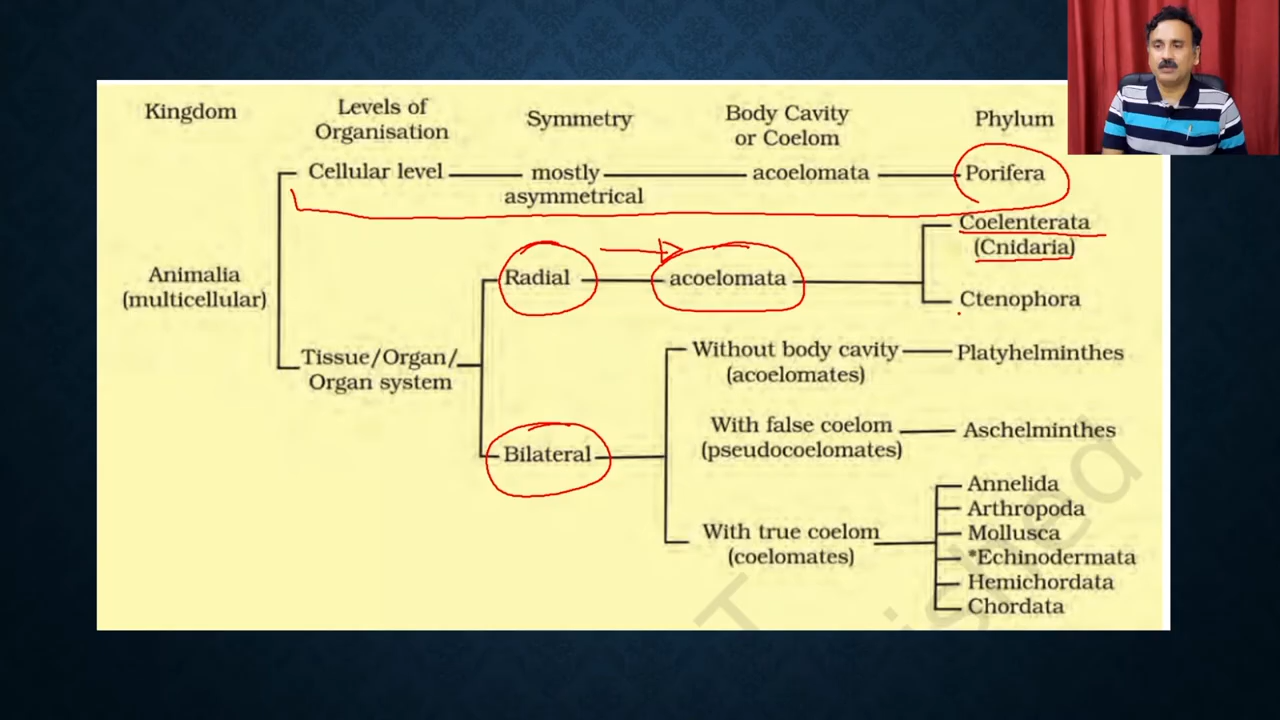 Kingdom
Levels of
Organisation
Symmetry
Body Cavity
or Coelom
Phylum
Cellular level
mostly
asymmetrical
acoelomata
Porifera
Animalia
(multicellular)
Tissue/Organ/
Organ system
Radial
acoelomata
Coelenterata
(Cnidaria)
Ctenophora
Bilateral
Without body cavity
(acoelomates)
Platyhelminthes
With false coelom
(pseudocoelomates)
Aschelminthes
With true coelom
(coelomates)
Annelida
Arthropoda
Mollusca
*Echinodermata
Hemichordata
Chordata